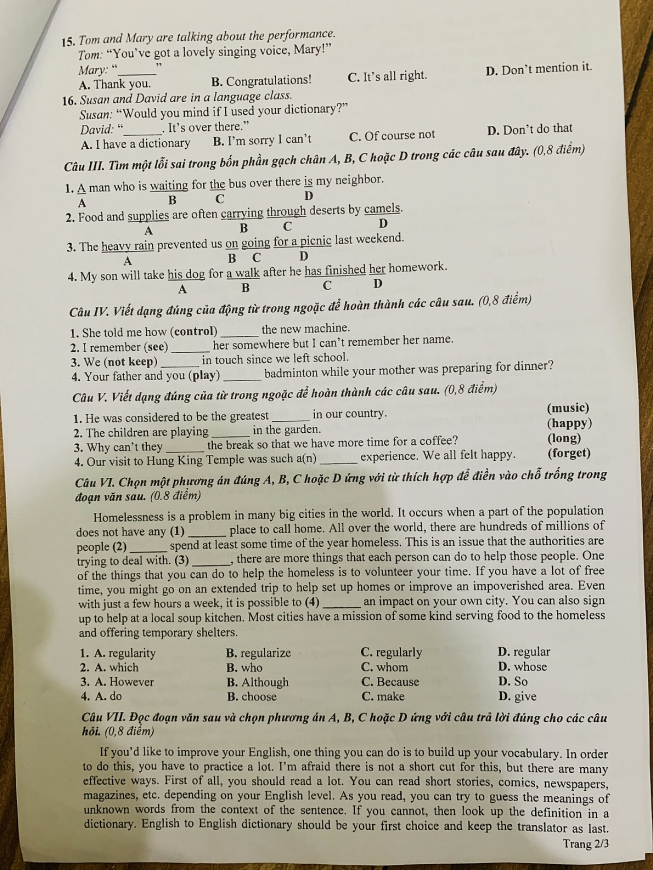 15. Tom and Mary are talking about the performance.
Tom: “You’ve got a lovely singing voice, Mary!”
Mary: “______”
A. Thank you. B. Congratulations! C. It’s all right. D. Don’t mention it.
16. Susan and David are in a language class.
Susan: “Would you mind if I used your dictionary?”
David: “______. It’s over there.”
A. I have a dictionary B. I’m sorry I can’t C. Of course not D. Don’t do that
Câu III. Tìm một lỗi sai trong bốn phần gạch chân A, B, C hoặc D trong các câu sau đây. (0,8 điểm)
1. A man who is waiting for the bus over there is my neighbor.
A B C D
2. Food and supplies are often carrying through deserts by camels.
A B C D
3. The heavy rain prevented us on going for a picnic last weekend.
A B C D
4. My son will take his dog for a walk after he has finished her homework.
A B C D
Câu IV. Viết dạng đúng của động từ trong ngoặc để hoàn thành các câu sau. (0,8 điểm)
1. She told me how (control) ______ the new machine.
2. I remember (see) ______ her somewhere but I can’t remember her name.
3. We (not keep) ______ in touch since we left school.
4. Your father and you (play) ______ badminton while your mother was preparing for dinner?
Câu V. Viết dạng đúng của từ trong ngoặc để hoàn thành các câu sau. (0,8 điểm)
1. He was considered to be the greatest ______ in our country. (music)
2. The children are playing ______ in the garden. (happy)
3. Why can’t they ______ the break so that we have more time for a coffee? (long)
4. Our visit to Hung King Temple was such a(n) ______ experience. We all felt happy. (forget)
Câu VI. Chọn một phương án đúng A, B, C hoặc D ứng với từ thích hợp để điền vào chỗ trống trong
đoạn văn sau. (0.8 điểm)
Homelessness is a problem in many big cities in the world. It occurs when a part of the population
does not have any (1) ______ place to call home. All over the world, there are hundreds of millions of
people (2) ______ spend at least some time of the year homeless. This is an issue that the authorities are
trying to deal with. (3) ______, there are more things that each person can do to help those people. One
of the things that you can do to help the homeless is to volunteer your time. If you have a lot of free
time, you might go on an extended trip to help set up homes or improve an impoverished area. Even
with just a few hours a week, it is possible to (4) ______ an impact on your own city. You can also sign
up to help at a local soup kitchen. Most cities have a mission of some kind serving food to the homeless
and offering temporary shelters.
1. A. regularity B. regularize C. regularly D. regular
2. A. which B. who C. whom D. whose
3. A. However B. Although C. Because D. So
4. A. do B. choose C. make D. give
Câu VII. Đọc đoạn văn sau và chọn phương án A, B, C hoặc D ứng với câu trả lời đúng cho các câu
hỏi. (0,8 điểm)
If you’d like to improve your English, one thing you can do is to build up your vocabulary. In order
to do this, you have to practice a lot. I’m afraid there is not a short cut for this, but there are many
effective ways. First of all, you should read a lot. You can read short stories, comics, newspapers,
magazines, etc. depending on your English level. As you read, you can try to guess the meanings of
unknown words from the context of the sentence. If you cannot, then look up the definition in a
dictionary. English to English dictionary should be your first choice and keep the translator as last.
Trang 2/3